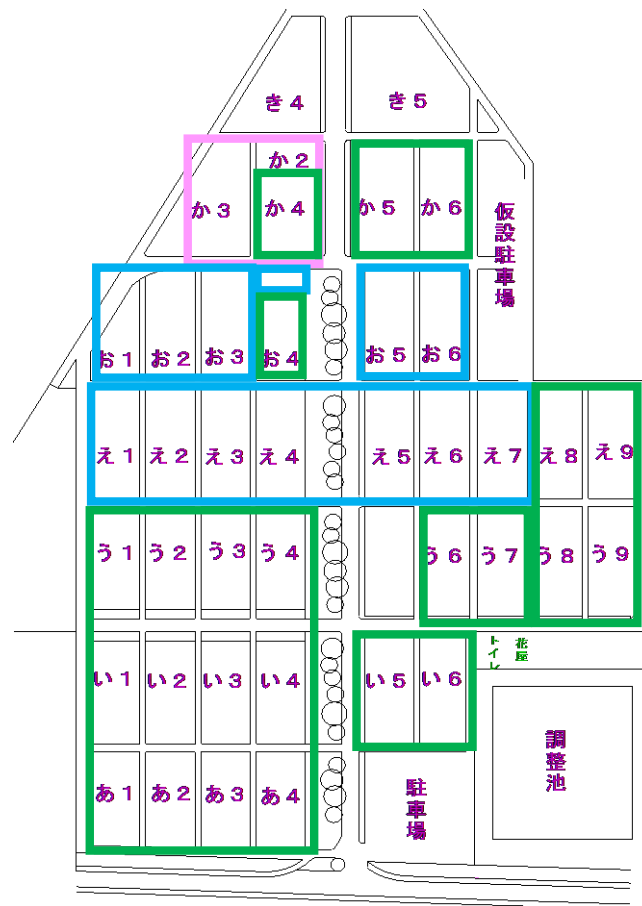 き4
き5
か2
か3
か4
か5
か6
仮設駐車場
お1
お2
お3
お4
お5
お6
え1
え2
え3
え4
え5
え6
え7
え8
え9
う1
う2
う3
う4
う6
う7
う8
う9
トイレ
花屋
い1
い2
い3
い4
い5
い6
調整池
あ1
あ2
あ3
あ4
駐車場